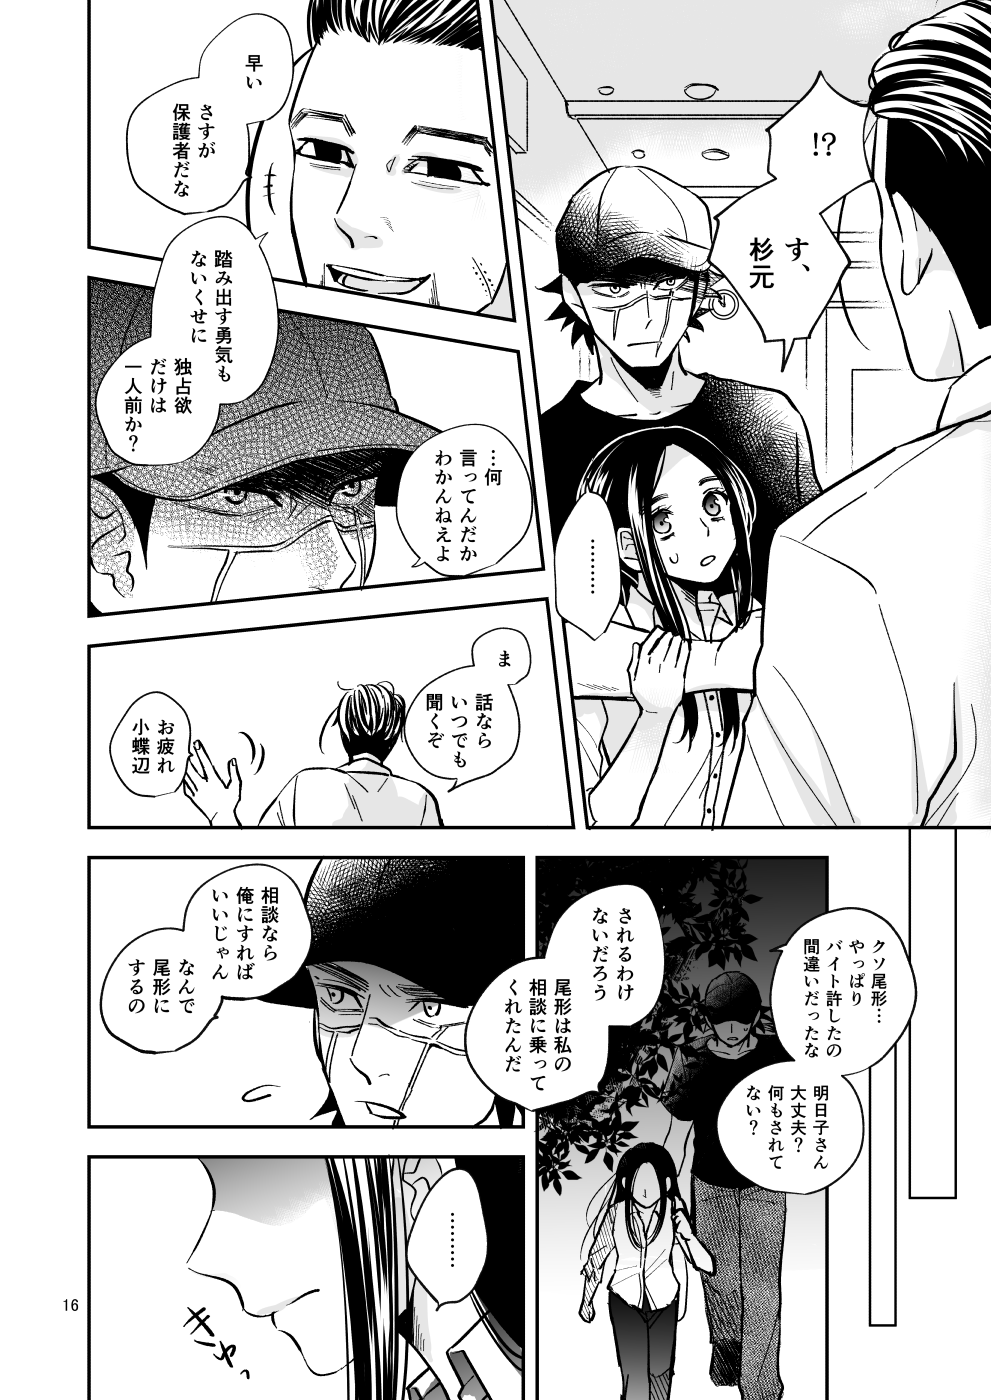 !?
す、
杉元
………
早い
さすが
保護者だな
踏み出す勇気も
ないくせに
独占欲
だけは
一人前か?
…何
言ってんだか
わかんねえよ
ま
話なら
いつでも
聞くぞ
お疲れ
小蝶辺
クソ尾形…
やっぱり
バイト許したの
間違いだったな
明日子さん
大丈夫?
何もされて
ない?
されるわけ
ないだろう
尾形は私の
相談に乗って
くれたんだ
相談なら
俺にすれば
いいじゃん
なんで
尾形に
するの
………
きゅっ
16